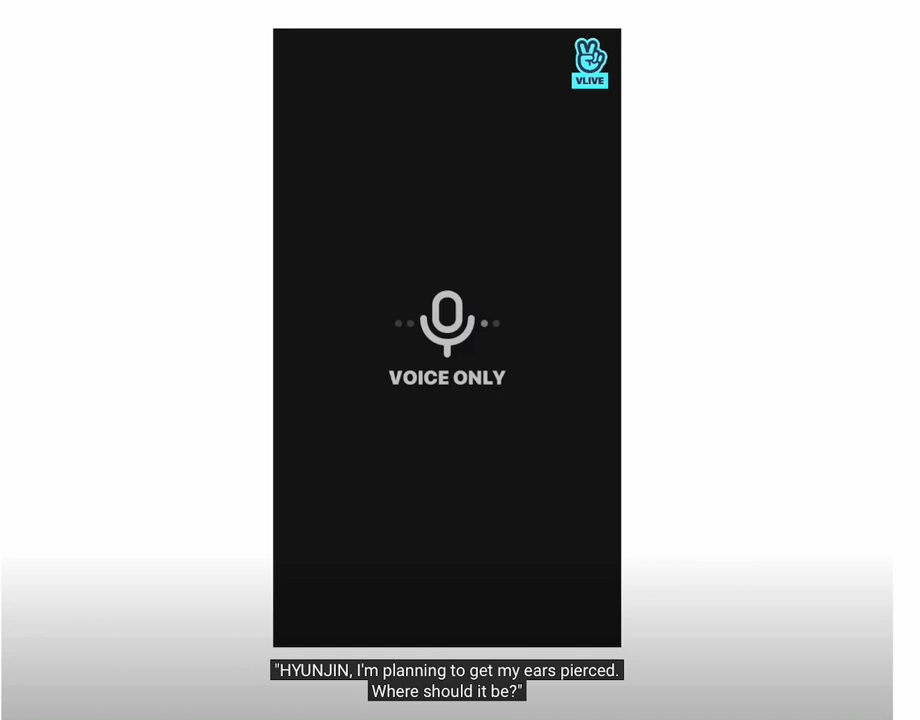 VLIVE
VOICE ONLY
"HYUNJIN, I'm planning to get my ears pierced.
Where should it be?"